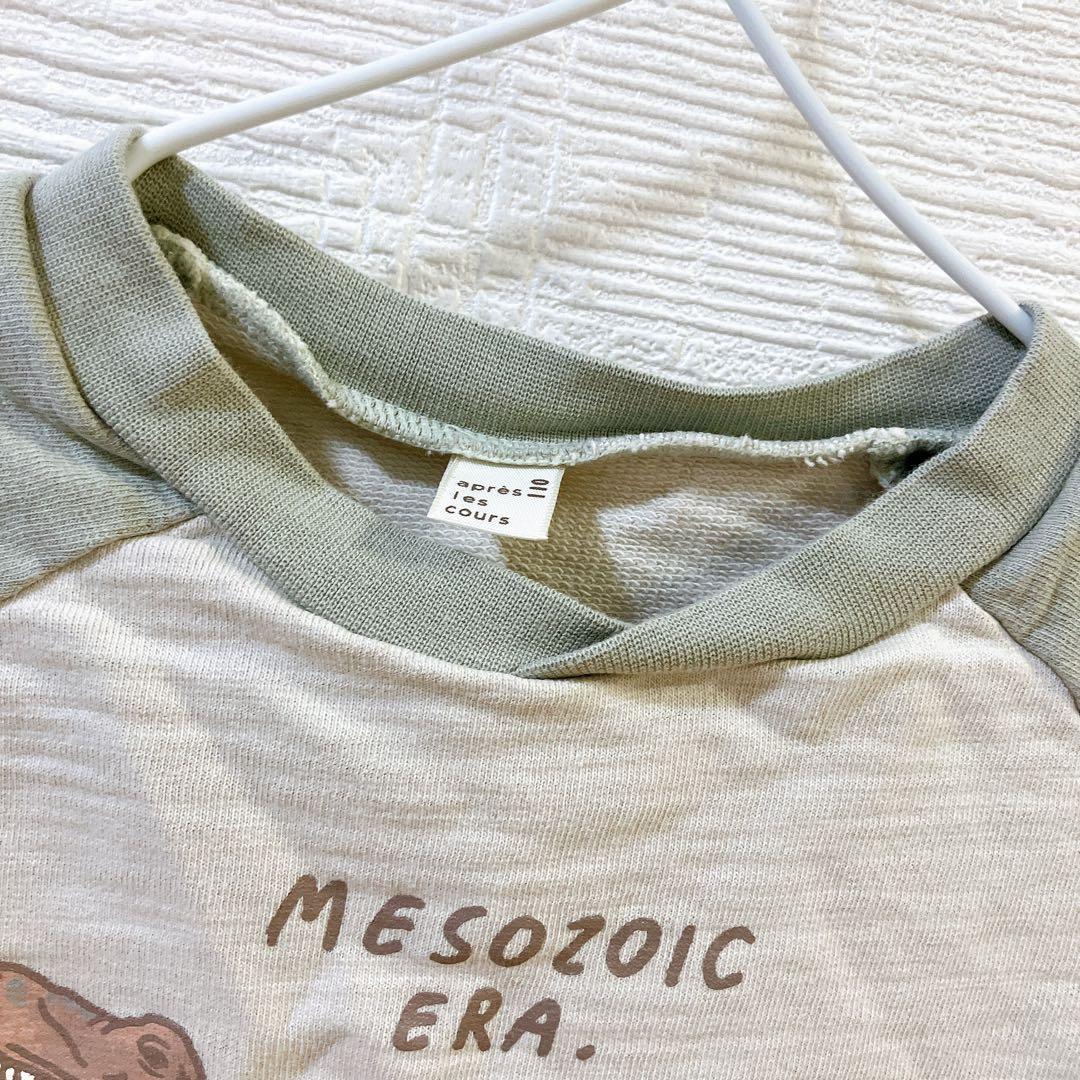 après
les
cours
110
MESOZOIC
ERA.